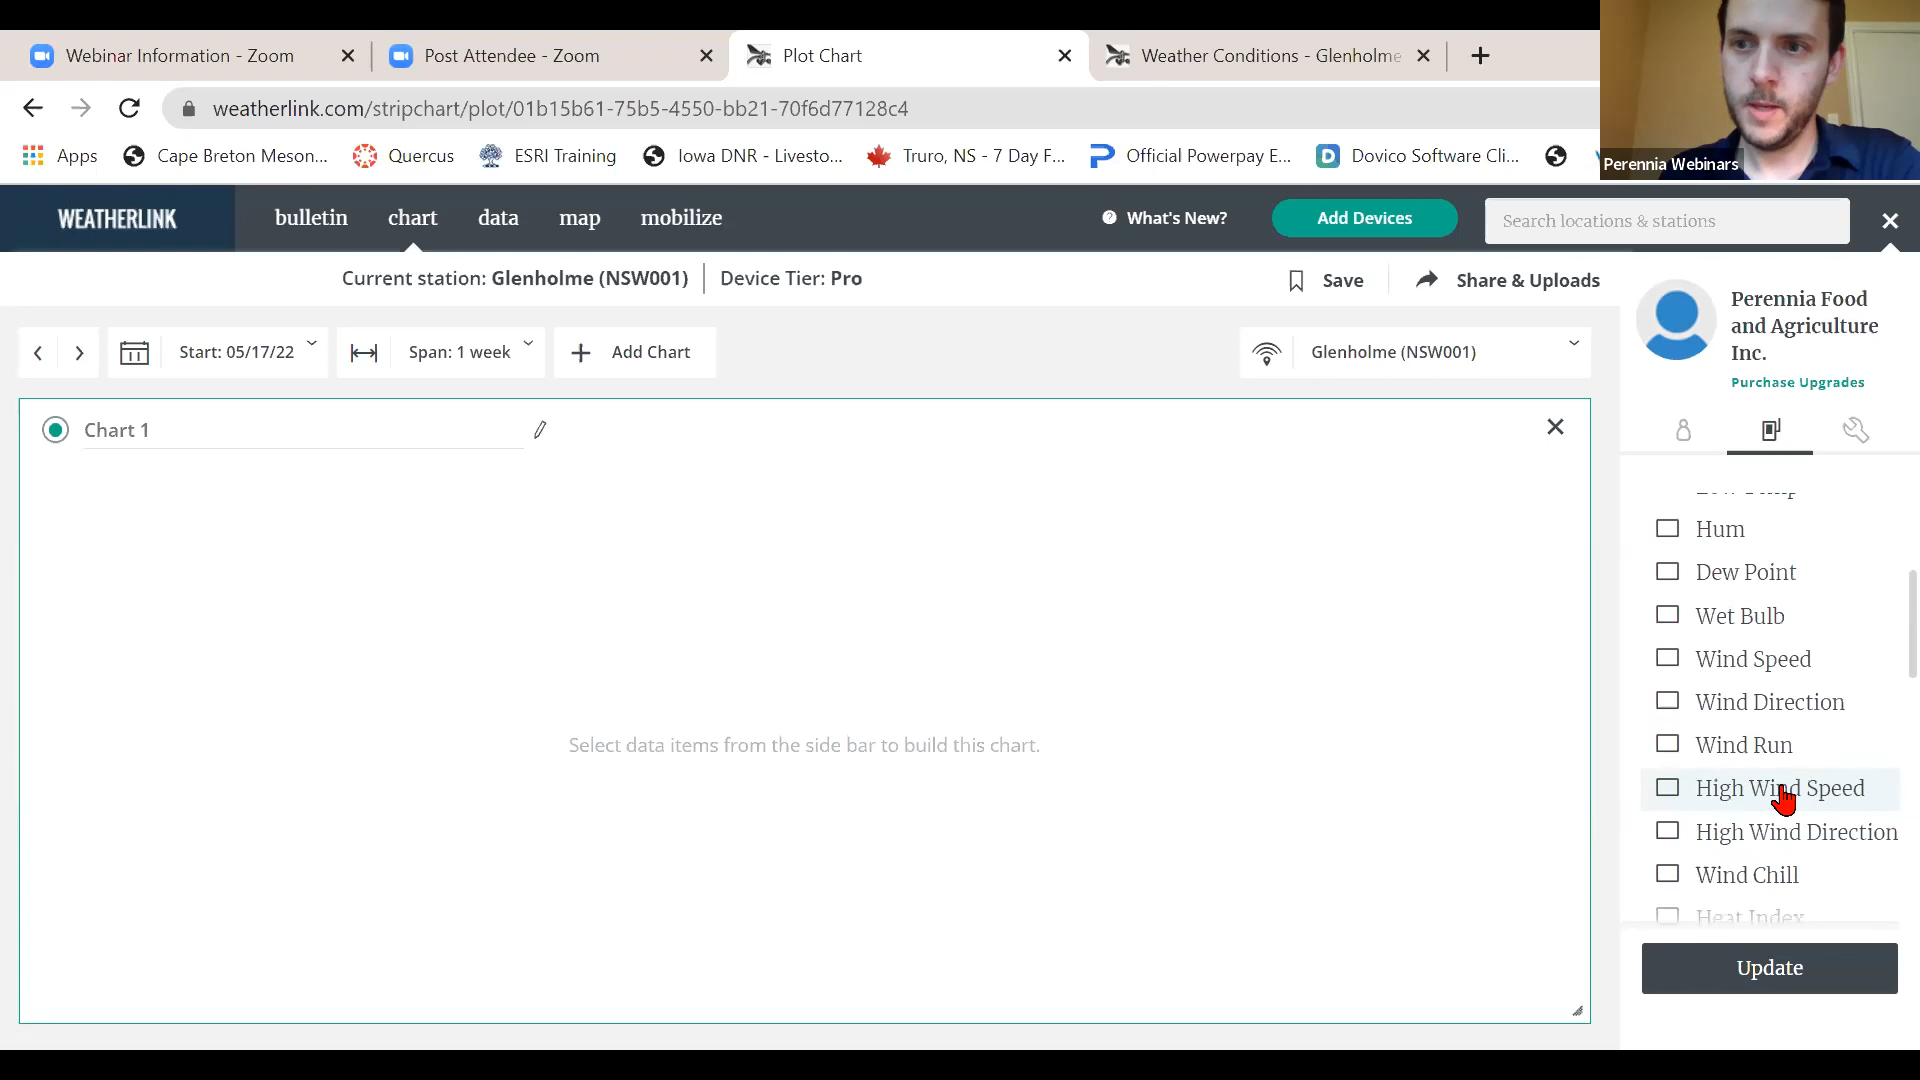 Webinar Information - Zoom
Post Attendee - Zoom
Plot Chart
Weather Conditions - Glenholme
weatherlink.com/stripchart/plot/01b15b61-75b5-4550-bb21-70f6d77128c4
Apps
Cape Breton Meson...
Quercus
ESRI Training
Iowa DNR - Livesto...
Truro, NS - 7 Day F...
Official Powerpay E...
Dovico Software Cli...
Perennia Webinars
WEATHERLINK
bulletin
chart
data
map
mobilize
What's New?
Add Devices
Search locations & stations
Current station: Glenholme (NSW001)
Device Tier: Pro
Save
Share & Uploads
Perennia Food
and Agriculture
Inc.
Purchase Upgrades
Start: 05/17/22
Span: 1 week
Add Chart
Glenholme (NSW001)
Chart 1
Select data items from the side bar to build this chart.
Hum
Dew Point
Wet Bulb
Wind Speed
Wind Direction
Wind Run
High Wind Speed
High Wind Direction
Wind Chill
Heat Index
Update